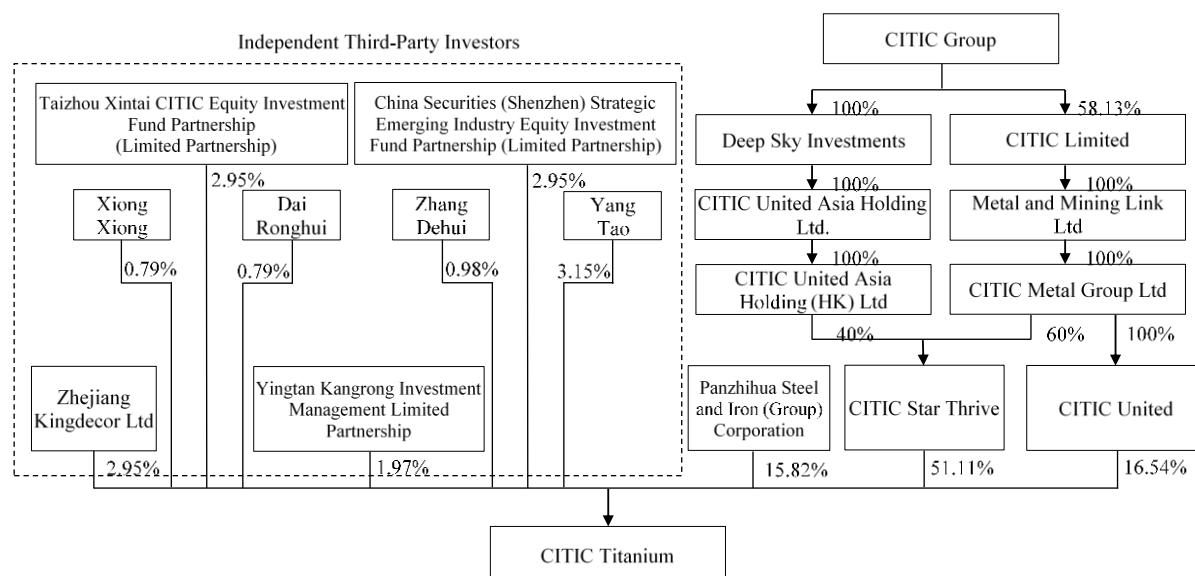 Independent Third-Party Investors
CITIC Group
Taizhou Xintai CITIC Equity Investment
Fund Partnership
(Limited Partnership)
China Securities (Shenzhen) Strategic
Emerging Industry Equity Investment
Fund Partnership (Limited Partnership)
100%
58.13%
Deep Sky Investments
CITIC Limited
2.95%
2.95%
100%
100%
Xiong
Xiong
Dai
Ronghui
Zhang
Dehui
Yang
Tao
CITIC United Asia Holding
Ltd.
Metal and Mining Link
Ltd
0.79%
0.79%
0.98%
3.15%
100%
100%
CITIC United Asia
Holding (HK) Ltd
CITIC Metal Group Ltd
40%
60%
100%
Zhejiang
Kingdecor Ltd
Yingtan Kangrong Investment
Management Limited
Partnership
Panzhihua Steel
and Iron (Group)
Corporation
CITIC Star Thrive
CITIC United
2.95%
1.97%
15.82%
51.11%
16.54%
CITIC Titanium